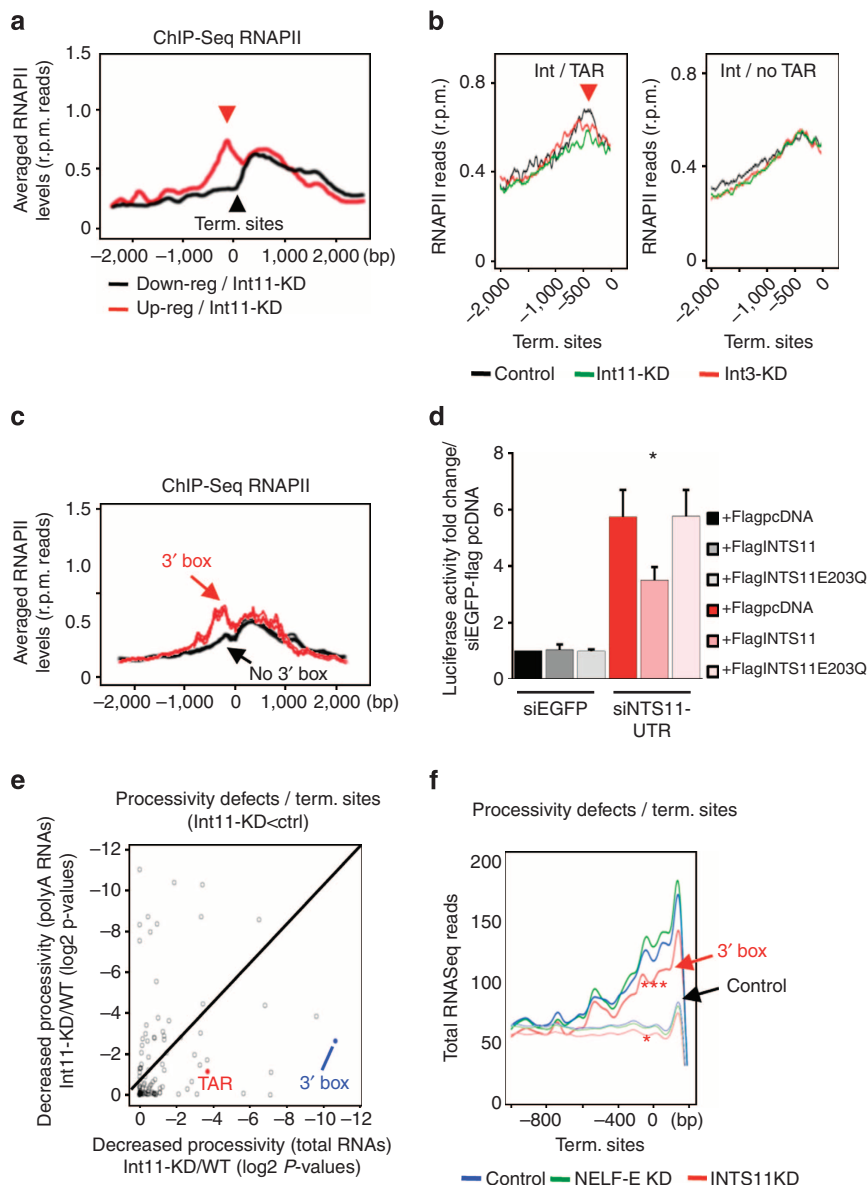 a
ChIP-Seq RNAPII
Averaged RNAPII
levels (r.p.m. reads)
1.5
1.0
0.5
0
Term. sites
–2,000 –1,000 0 1,000 2,000 (bp)
Down-reg / Int11-KD
Up-reg / Int11-KD
b
RNAPII reads (r.p.m.)
0.8
0.4
0
Int / TAR
–2,000
–1,000
–500
0
Term. sites
RNAPII reads (r.p.m.)
0.8
0.4
0
Int / no TAR
–2,000
–1,000
–500
0
Term. sites
Control Int11-KD Int3-KD
c
ChIP-Seq RNAPII
Averaged RNAPII
levels (r.p.m. reads)
1.5
1.0
0.5
0
3′ box
No 3′ box
–2,000 –1,000 0 1,000 2,000 (bp)
d
Luciferase activity fold change/
siEGFP-flag pcDNA
8
6
4
2
0
*
siEGFP
siNTS11-
UTR
+FlagpcDNA
+FlagINTS11
+FlagINTS11E203Q
+FlagpcDNA
+FlagINTS11
+FlagINTS11E203Q
e
Processivity defects / term. sites
(Int11-KD<ctrl)
Decreased processivity (polyA RNAs)
Int11-KD/WT (log2 p-values)
–12
–10
–8
–6
–4
–2
0
TAR
3′ box
0 –2 –4 –6 –8 –10 –12
Decreased processivity (total RNAs)
Int11-KD/WT (log2 P-values)
f
Processivity defects / term. sites
Total RNASeq reads
200
150
100
50
0
3′ box
Control
***
*
–800 –400 0 (bp)
Term. sites
Control NELF-E KD INTS11KD